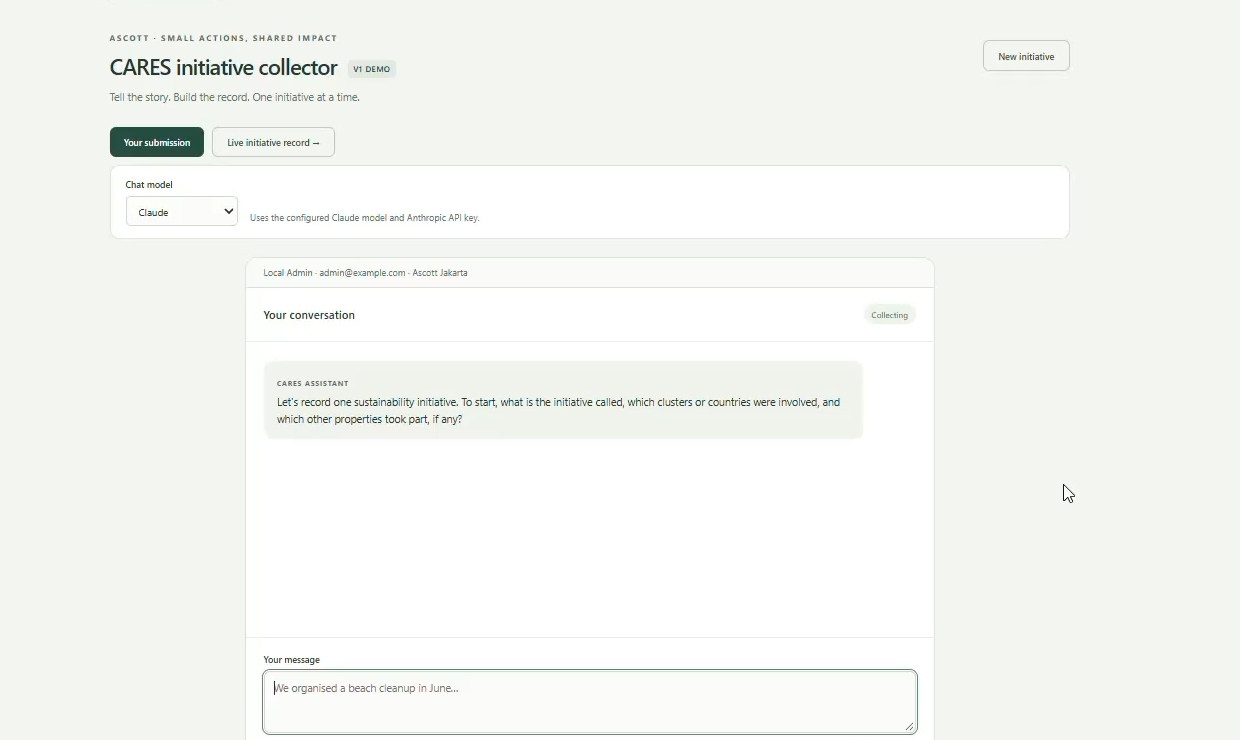 ASCOTT · SMALL ACTIONS, SHARED IMPACT
CARES initiative collector
V1 DEMO
New initiative
Tell the story. Build the record. One initiative at a time.
Your submission
Live initiative record →
Chat model
Claude
Uses the configured Claude model and Anthropic API key.
Local Admin · admin@example.com · Ascott Jakarta
Your conversation
Collecting
CARES ASSISTANT
Let's record one sustainability initiative. To start, what is the initiative called, which clusters or countries were involved, and
which other properties took part, if any?
Your message
We organised a beach cleanup in June...